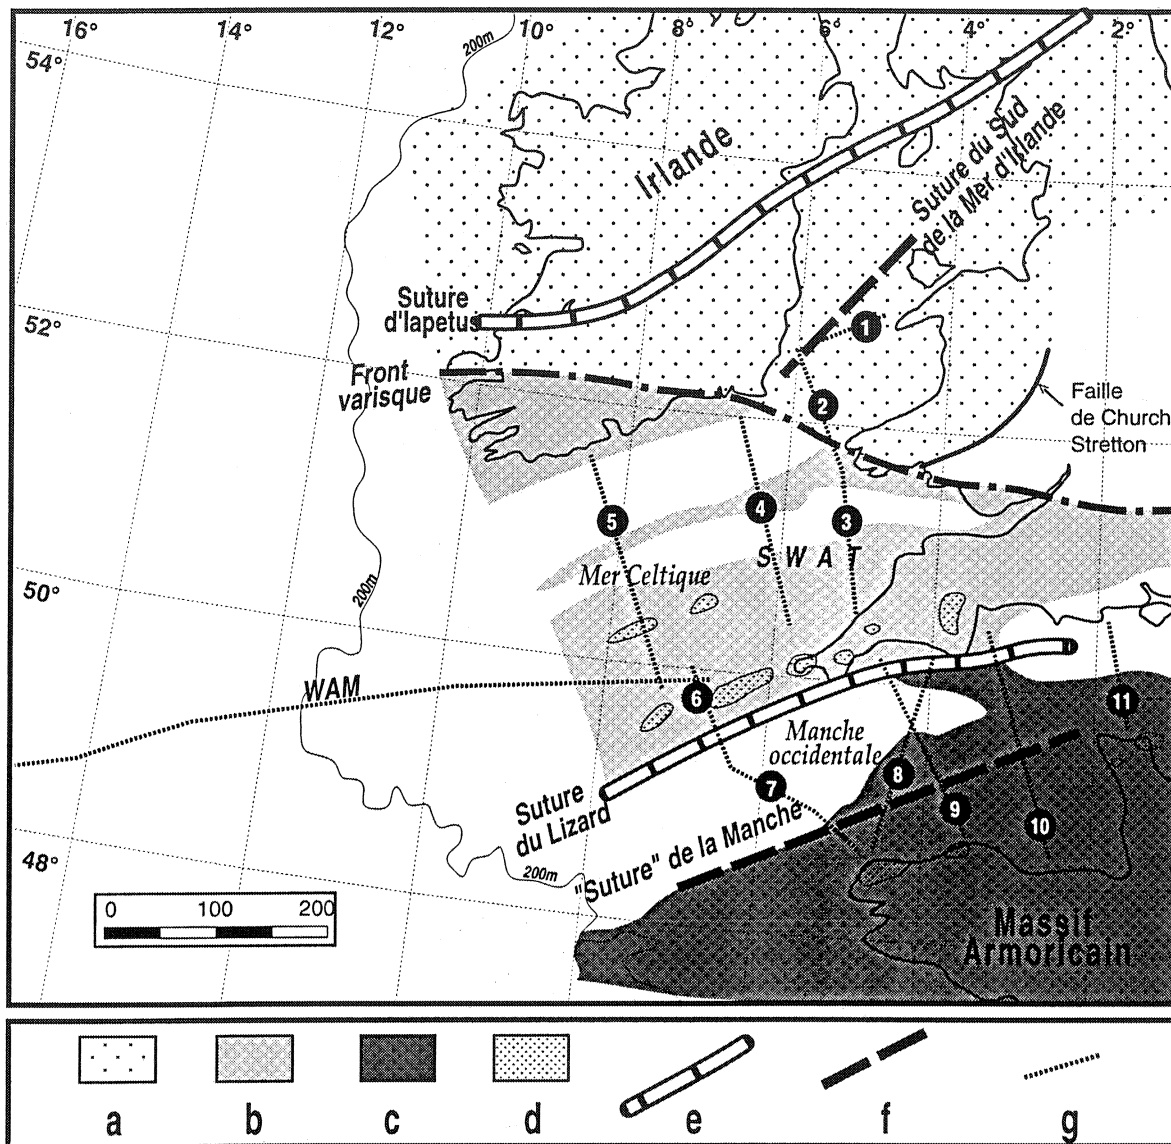 16° 14° 12° 10° 8° 6° 4° 2°
54°
200m
Irlande
Suture du Sud
de la Mer d'Irlande
52°
Suture
d'Iapetus
1
Front
varisque
2
Faille
de Church
Stretton
5
4
3
S W A T
Mer Celtique
50°
200m
WAM
6
11
Manche
occidentale
7
8
9
10
Suture
du Lizard
"Suture" de la Manche
48°
200m
0 100 200
Massif
Armoricain
a b c d e f g